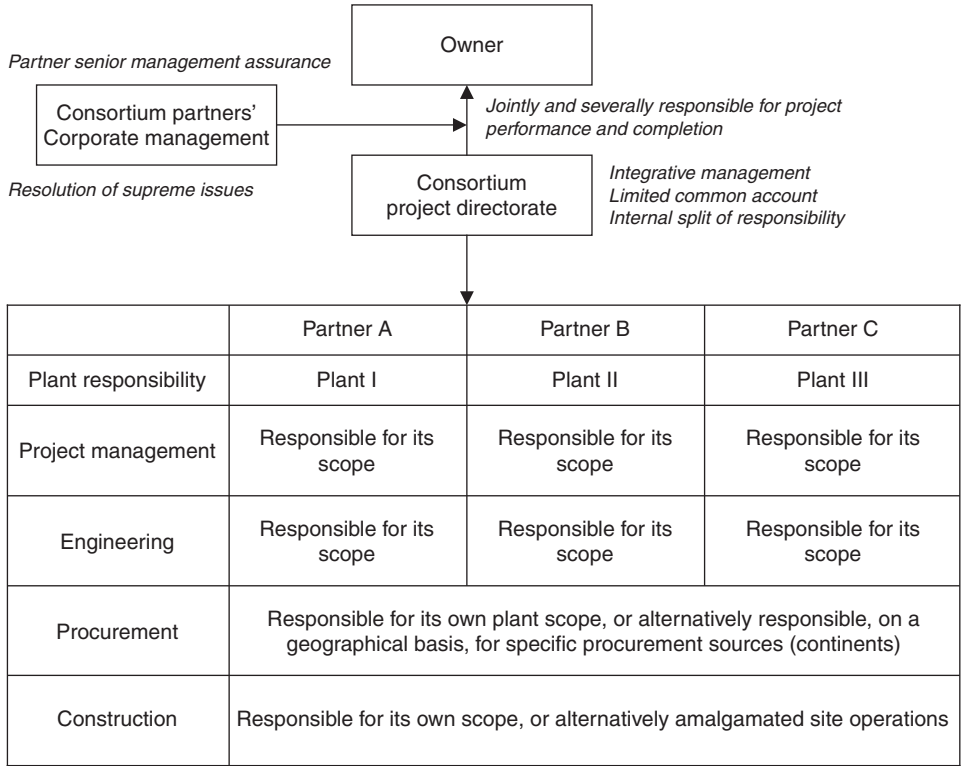 Owner
Partner senior management assurance
Consortium partners'
Corporate management
Jointly and severally responsible for project
performance and completion
Resolution of supreme issues
Consortium
project directorate
Integrative management
Limited common account
Internal split of responsibility
Partner A
Partner B
Partner C
Plant responsibility
Plant I
Plant II
Plant III
Project management
Responsible for its
scope
Responsible for its
scope
Responsible for its
scope
Engineering
Responsible for its
scope
Responsible for its
scope
Responsible for its
scope
Procurement
Responsible for its own plant scope, or alternatively responsible, on a
geographical basis, for specific procurement sources (continents)
Construction
Responsible for its own scope, or alternatively amalgamated site operations